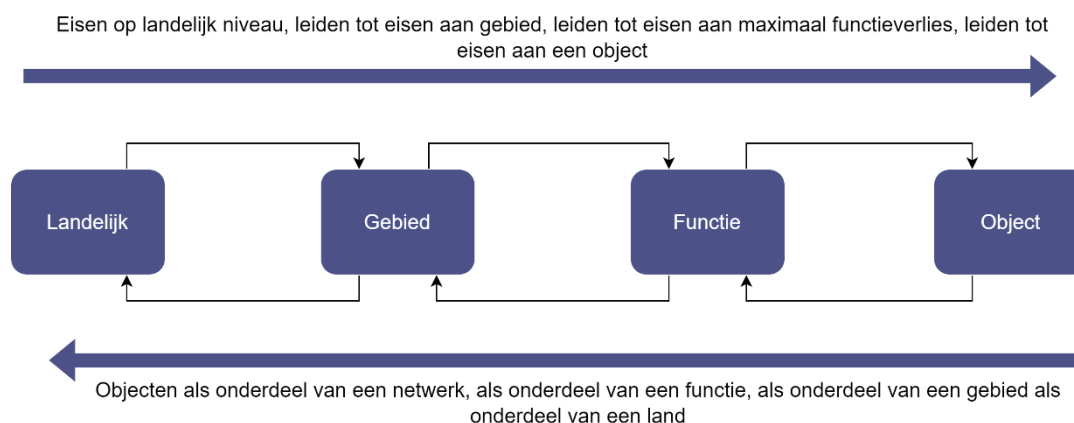 Eisen op landelijk niveau, leiden tot eisen aan gebied, leiden tot eisen aan maximaal functieverlies, leiden tot
eisen aan een object
Landelijk
Gebied
Functie
Object
Objecten als onderdeel van een netwerk, als onderdeel van een functie, als onderdeel van een gebied als
onderdeel van een land